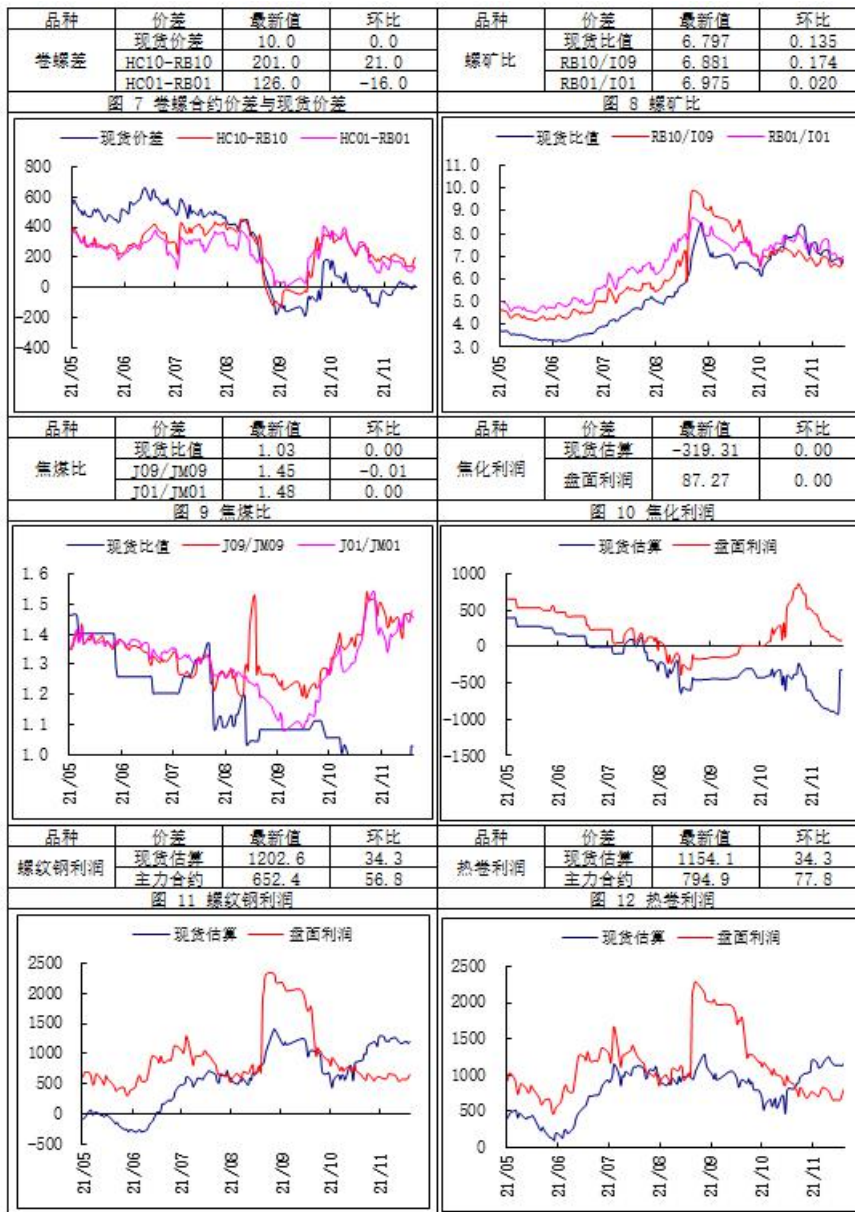 品种 价差 最新值 环比 品种 价差 最新值 环比
卷螺差 现货价差 10.0 0.0 螺矿比 现货比值 6.797 0.135
HC10-RB10 201.0 21.0 RB10/I09 6.881 0.174
HC01-RB01 126.0 -16.0 RB01/I01 6.975 0.020
图 7 卷螺合约价差与现货价差 图 8 螺矿比
现货价差 HC10-RB10 HC01-RB01
800
600
400
200
0
-200
-400
21/05 21/06 21/07 21/08 21/09 21/10 21/11
现货比值 RB10/I09 RB01/I01
11.0
10.0
9.0
8.0
7.0
6.0
5.0
4.0
3.0
21/05 21/06 21/07 21/08 21/09 21/10 21/11
品种 价差 最新值 环比 品种 价差 最新值 环比
焦煤比 现货比值 1.03 0.00 焦化利润 现货估算 -319.31 0.00
J09/JM09 1.45 -0.01 盘面利润 87.27 0.00
J01/JM01 1.48 0.00
图 9 焦煤比 图 10 焦化利润
现货比值 J09/JM09 J01/JM01
1.6
1.5
1.4
1.3
1.2
1.1
1.0
21/05 21/06 21/07 21/08 21/09 21/10 21/11
现货估算 盘面利润
1000
500
0
-500
-1000
-1500
21/05 21/06 21/07 21/08 21/09 21/10 21/11
品种 价差 最新值 环比 品种 价差 最新值 环比
螺纹钢利润 现货估算 1202.6 34.3 热卷利润 现货估算 1154.1 34.3
主力合约 652.4 56.8 主力合约 794.9 77.8
图 11 螺纹钢利润 图 12 热卷利润
现货估算 盘面利润
2500
2000
1500
1000
500
0
-500
21/05 21/06 21/07 21/08 21/09 21/10 21/11
现货估算 盘面利润
2500
2000
1500
1000
500
0
21/05 21/06 21/07 21/08 21/09 21/10 21/11